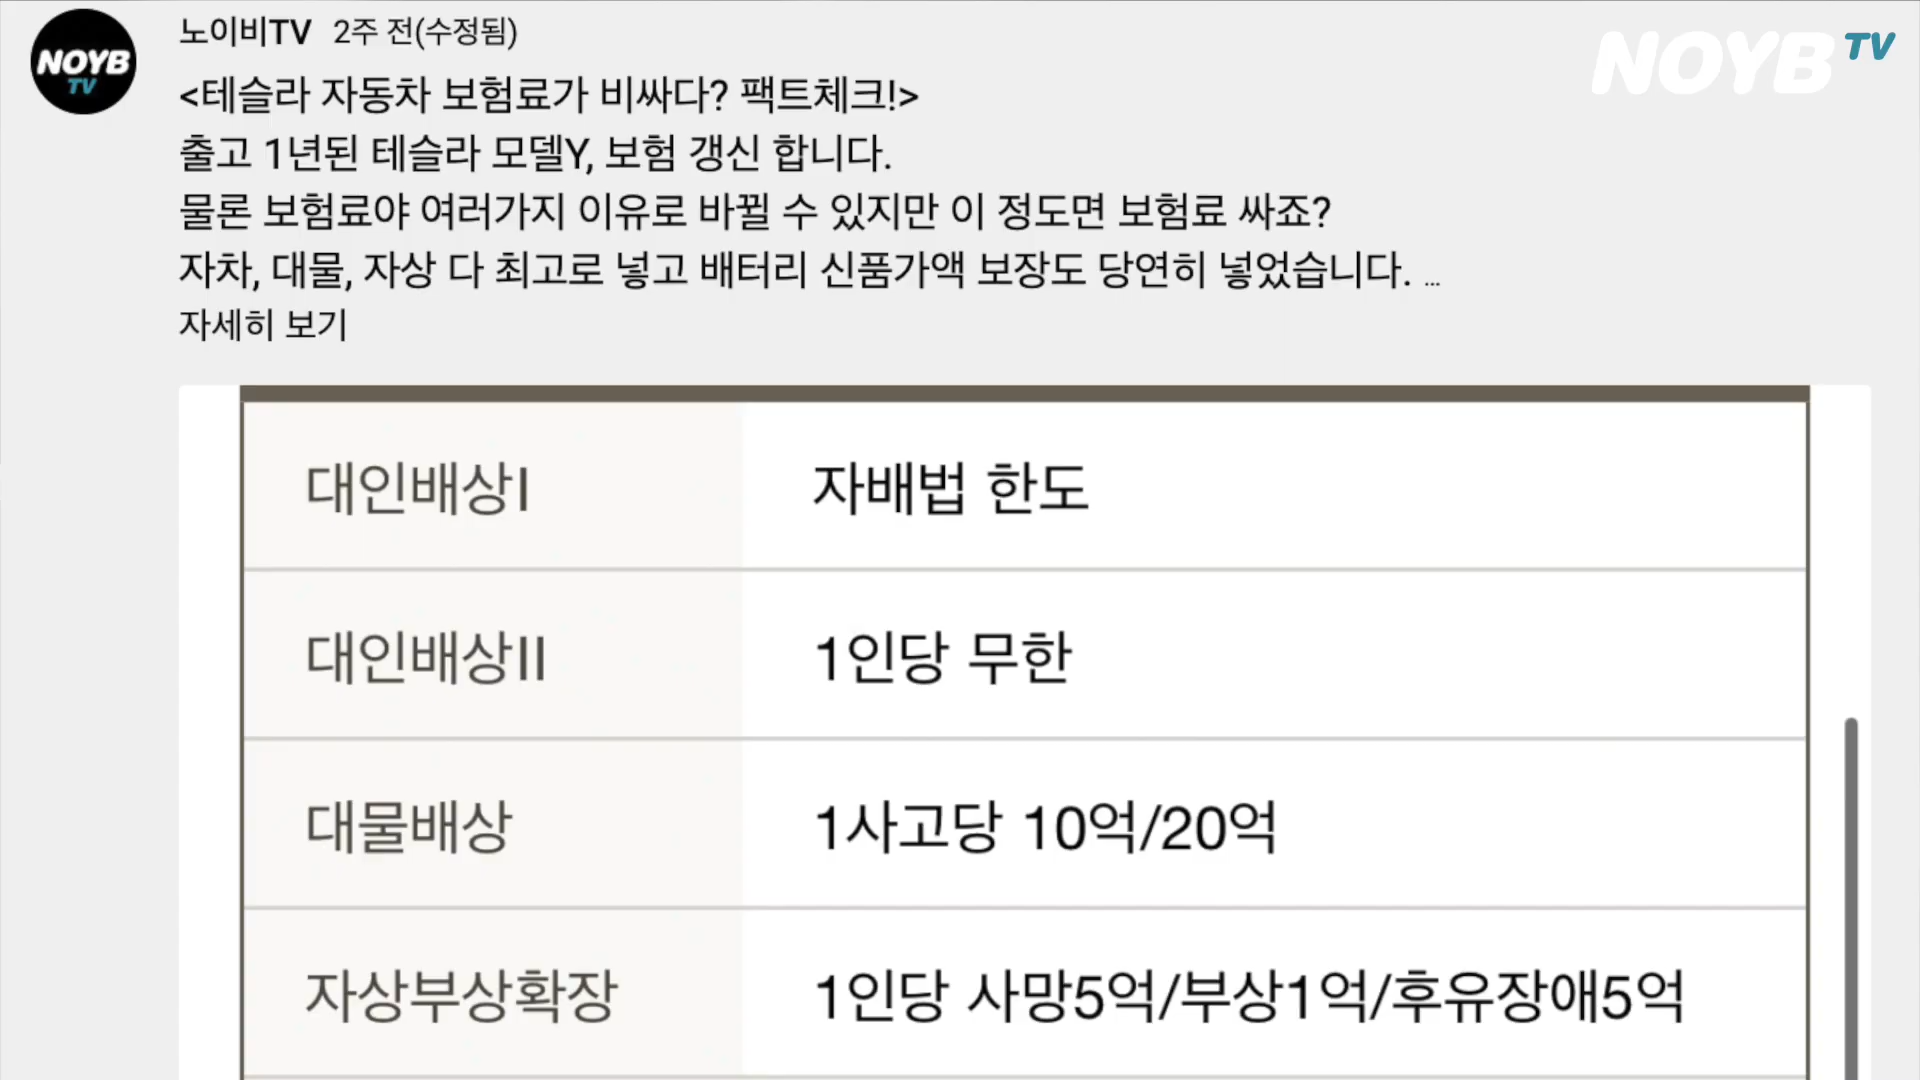 NOYB TV
노이비TV 2주 전(수정됨)
NOYB TV
<테슬라 자동차 보험료가 비싸다? 팩트체크!>
출고 1년된 테슬라 모델Y, 보험 갱신 합니다.
물론 보험료야 여러가지 이유로 바뀔 수 있지만 이 정도면 보험료 싸죠?
자차, 대물, 자상 다 최고로 넣고 배터리 신품가액 보장도 당연히 넣었습니다. ...
자세히 보기
대인배상I 자배법 한도
대인배상II 1인당 무한
대물배상 1사고당 10억/20억
자상부상확장 1인당 사망5억/부상1억/후유장애5억